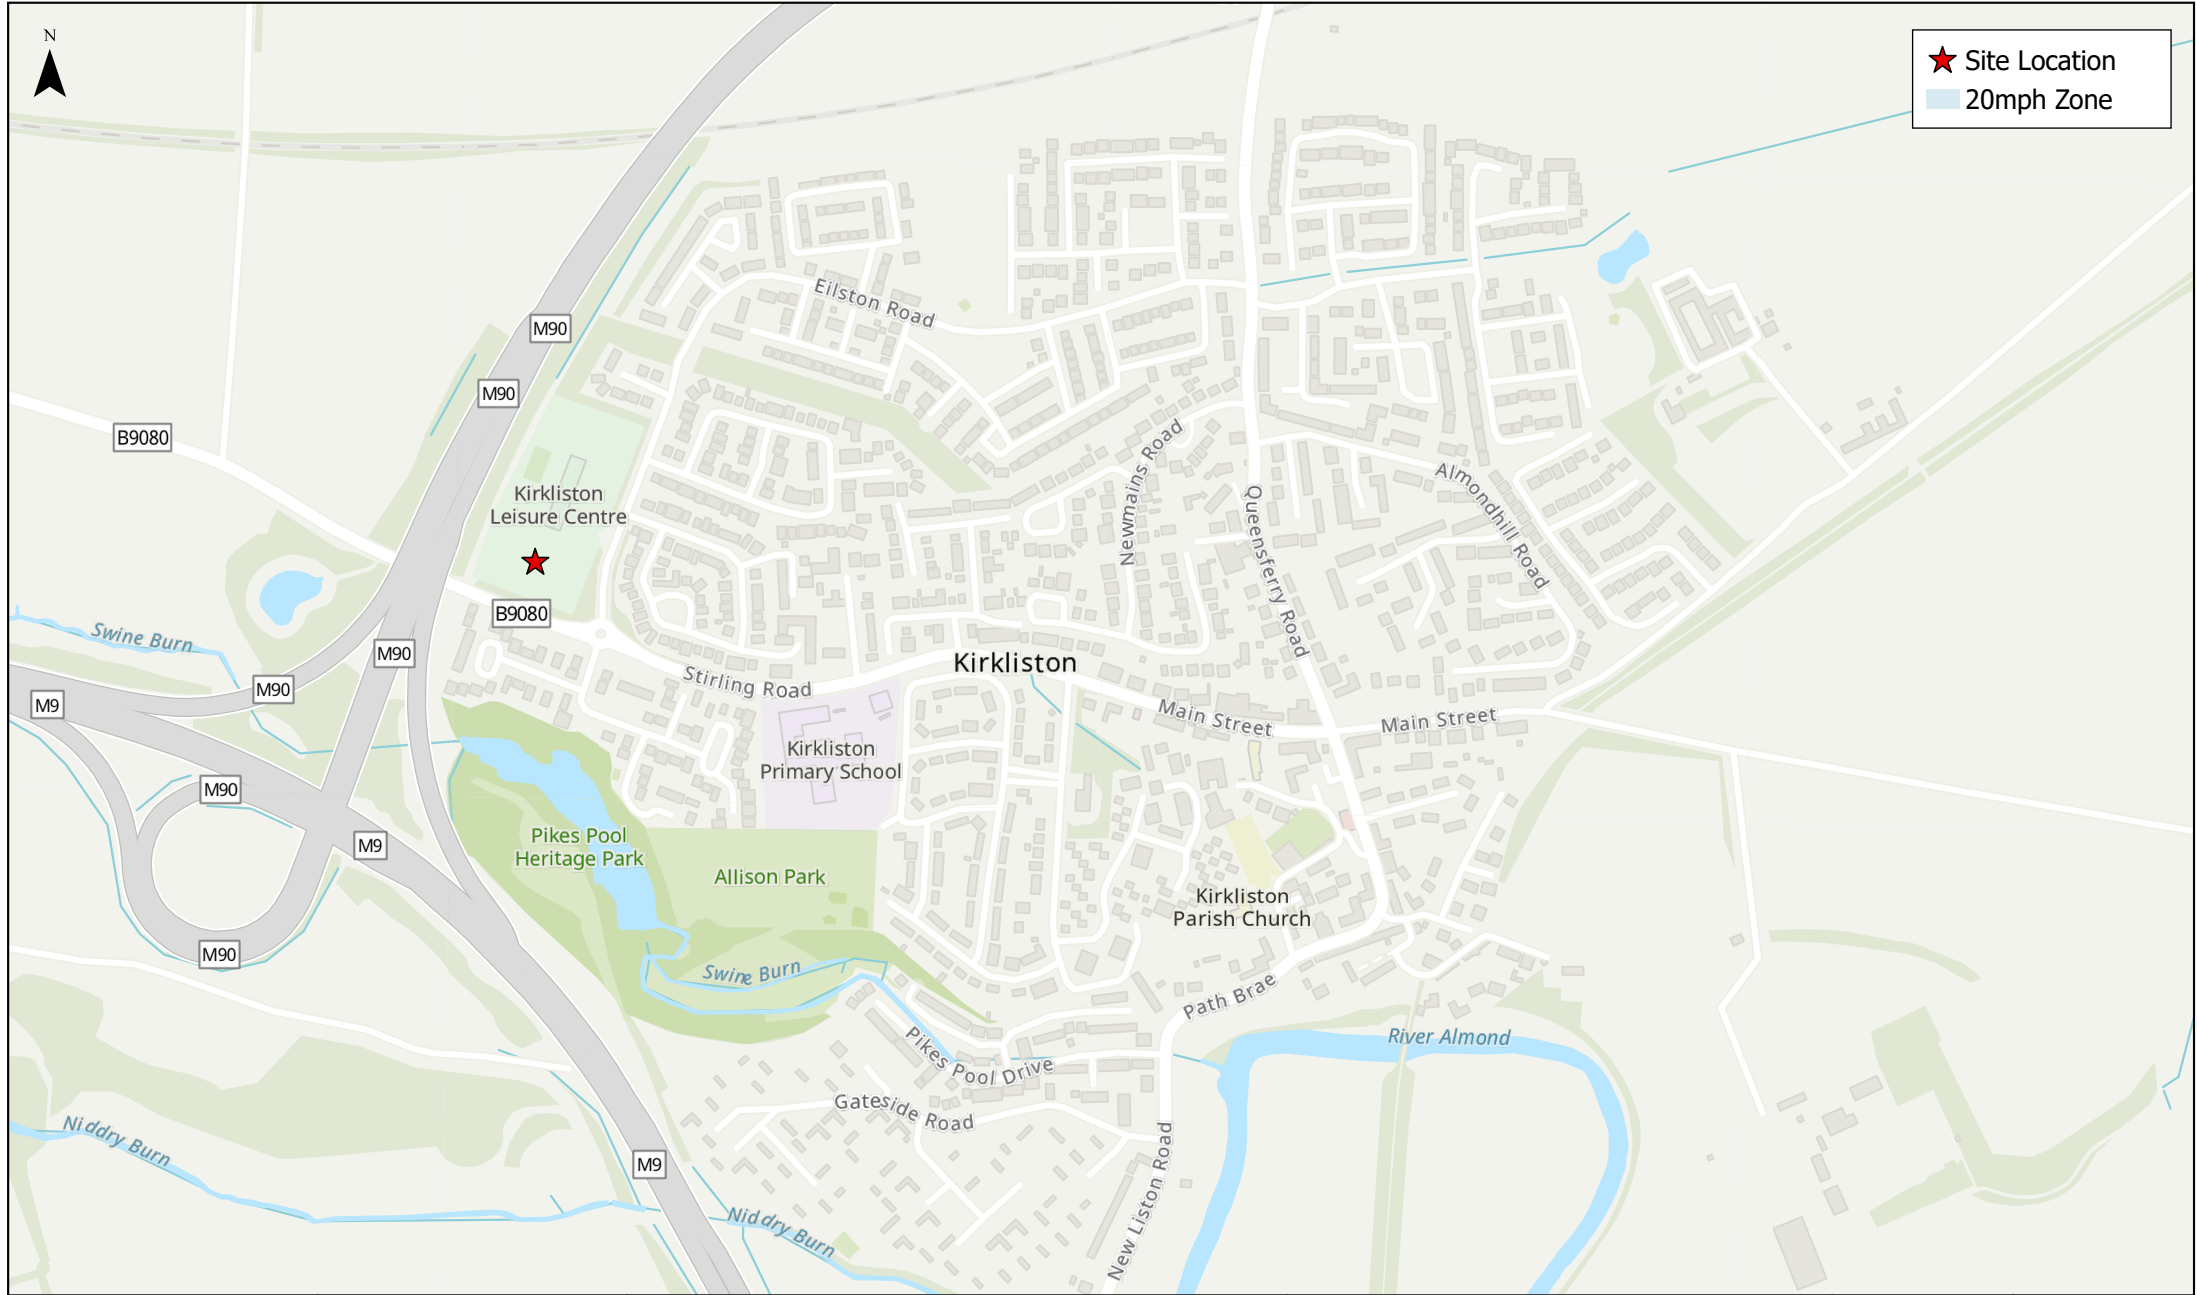 N
Site Location
20mph Zone
M90
Eilston Road
M90
B9080
Kirkliston
Leisure Centre
Newmains Road
Queensferry Road
Almondhill Road
B9080
Swine Burn
M90
M90
M9
Stirling Road
Kirkliston
Main Street
Main Street
Kirkliston
Primary School
M90
M9
Pikes Pool
Heritage Park
Allison Park
Kirkliston
Parish Church
M90
Swine Burn
Path Brae
River Almond
Pikes Pool Drive
Gateside Road
Niddry Burn
M9
New Liston Road
Niddry Burn